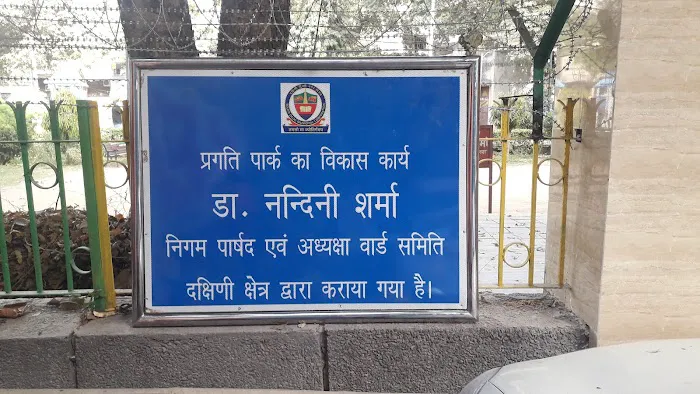 प्रगति पार्क का विकास कार्य
डा. नन्दिनी शर्मा
निगम पार्षद एवं अध्यक्षा वार्ड समिति
दक्षिणी क्षेत्र द्वारा कराया गया है।